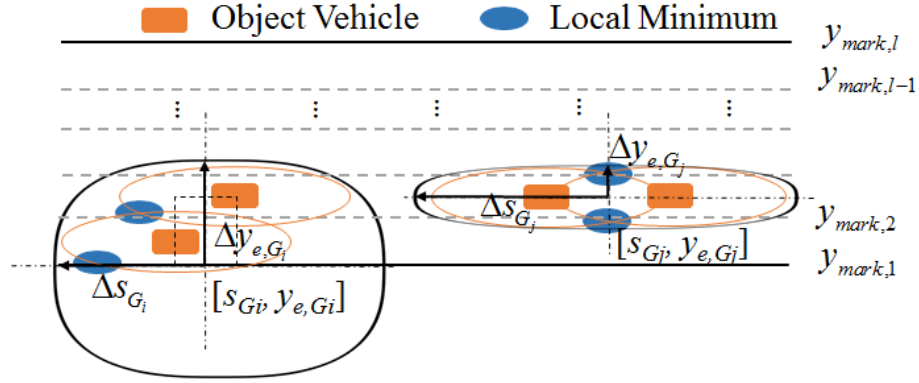 Object Vehicle Local Minimum
y_{mark,l}
y_{mark,l-1}
... ... ... ... ...
Δy_{e,G_j}
Δs_{G_j}
y_{mark,2}
Δy_{e,G_i}
[s_{Gj}, y_{e,Gj}]
y_{mark,1}
Δs_{G_i}
[s_{Gi}, y_{e,Gi}]